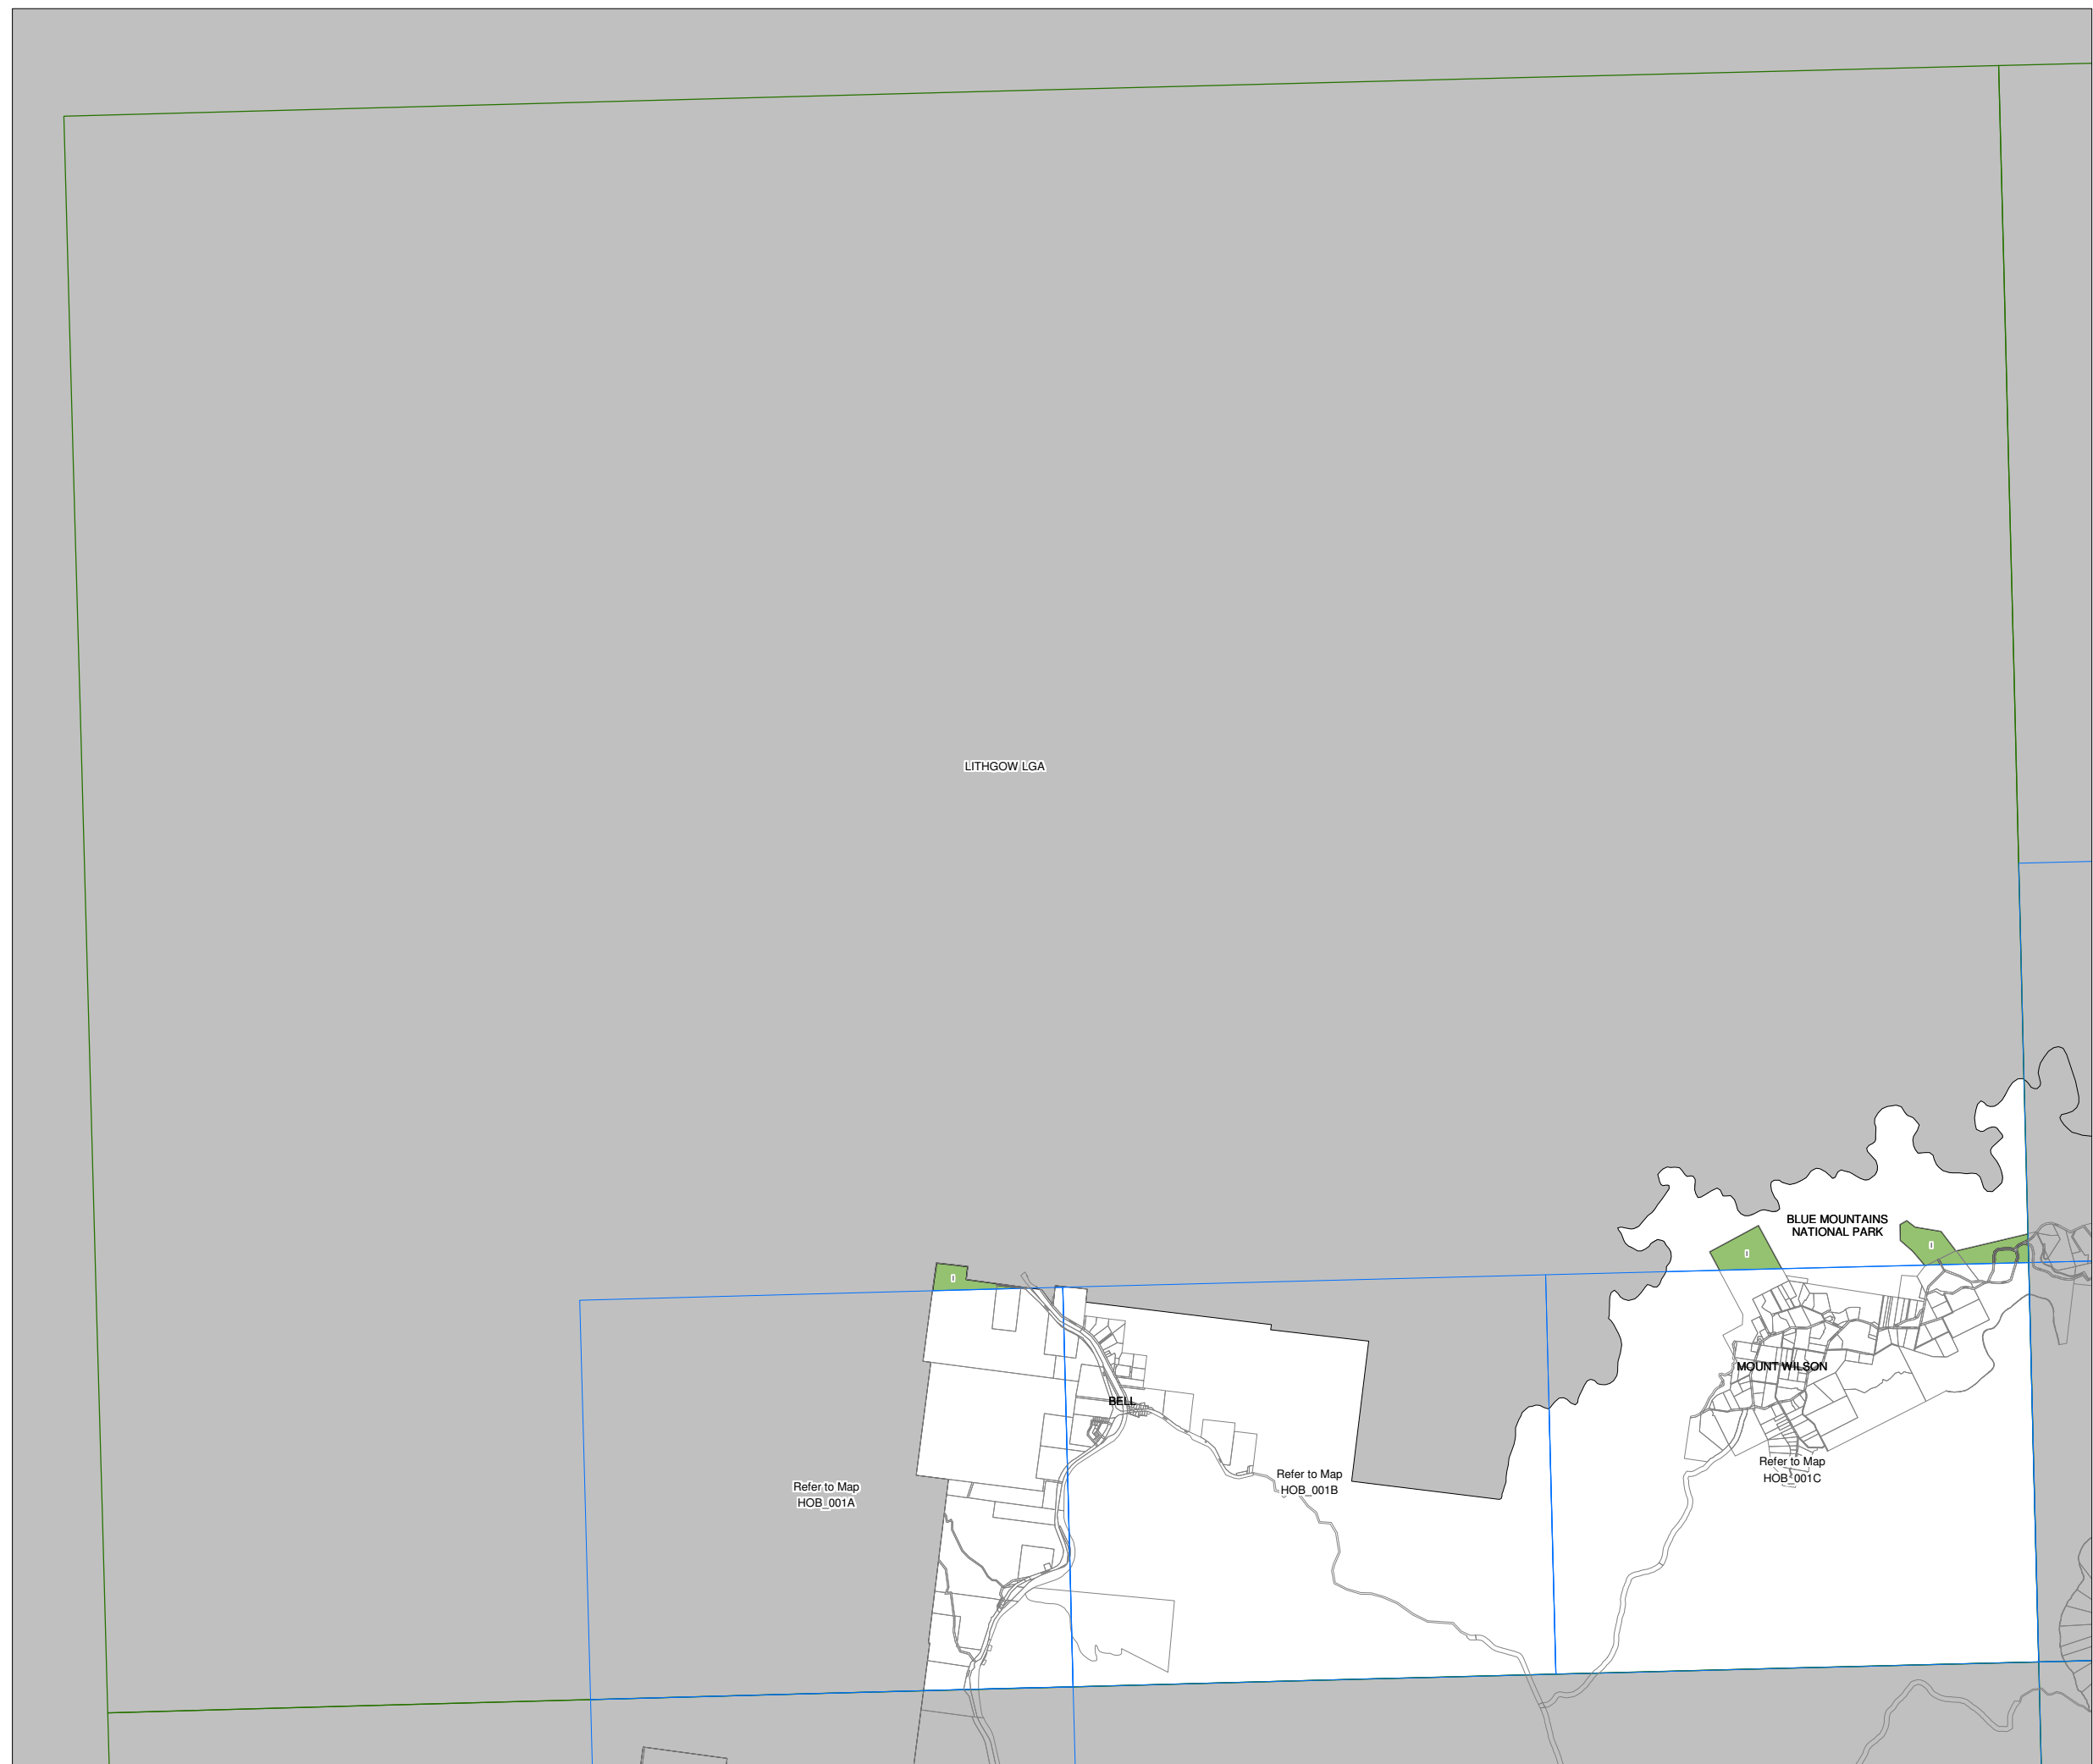 LITHGOW LGA
BLUE MOUNTAINS
NATIONAL PARK
I
I
I
MOUNT WILSON
BELL
Refer to Map
HOB_001C
Refer to Map
HOB_001B
Refer to Map
HOB_001A